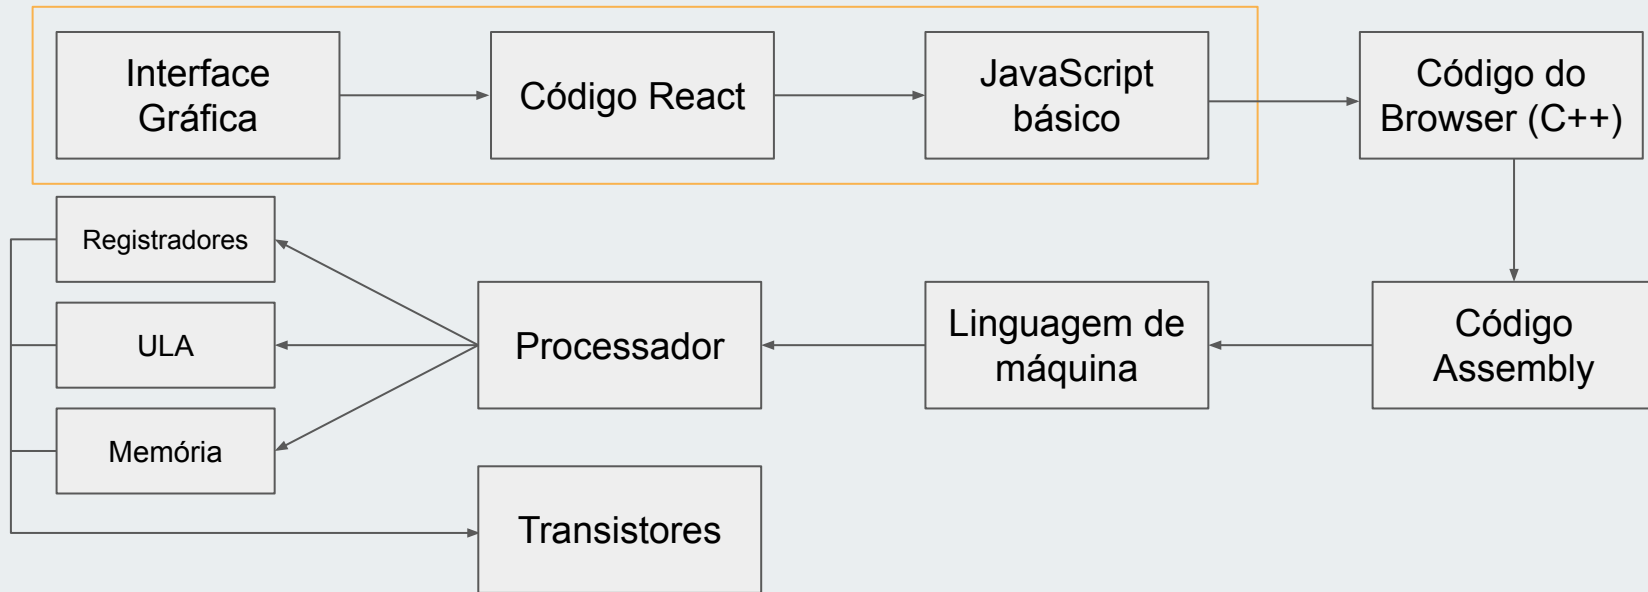 Interface
Gráfica
Código React
JavaScript
básico
Código do
Browser (C++)
Registradores
ULA
Memória
Processador
Linguagem de
máquina
Código
Assembly
Transistores